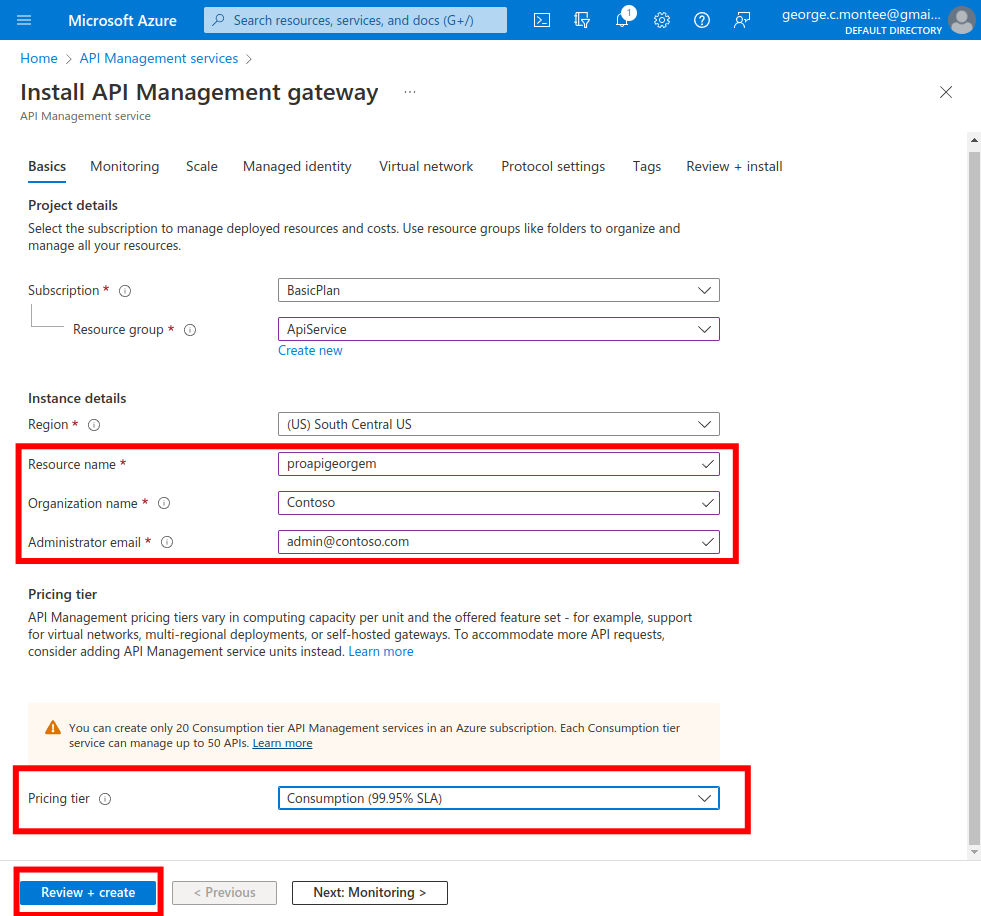 Microsoft Azure
Search resources, services, and docs (G+/)
1
george.c.montee@gmai...
DEFAULT DIRECTORY
Home > API Management services >
Install API Management gateway ...
API Management service
Basics Monitoring Scale Managed identity Virtual network Protocol settings Tags Review + install
Project details
Select the subscription to manage deployed resources and costs. Use resource groups like folders to organize and
manage all your resources.
Subscription * BasicPlan
Resource group * ApiService
Create new
Instance details
Region * (US) South Central US
Resource name * proapigeorgem
Organization name * Contoso
Administrator email * admin@contoso.com
Pricing tier
API Management pricing tiers vary in computing capacity per unit and the offered feature set - for example, support
for virtual networks, multi-regional deployments, or self-hosted gateways. To accommodate more API requests,
consider adding API Management service units instead. Learn more
You can create only 20 Consumption tier API Management services in an Azure subscription. Each Consumption tier
service can manage up to 50 APIs. Learn more
Pricing tier Consumption (99.95% SLA)
Review + create < Previous Next: Monitoring >